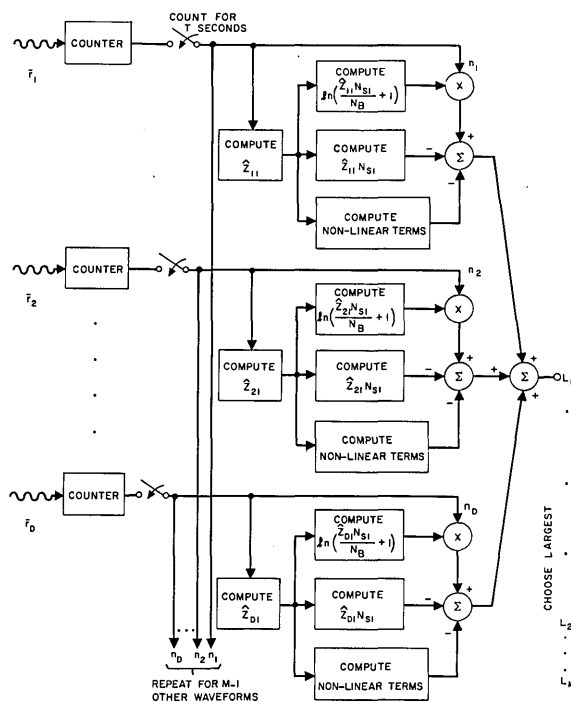 COUNT FOR
T SECONDS
COUNTER
r̄₁
n₁
COMPUTE
ln(Ẑ₁₁NS1/NB + 1)
X
+
COMPUTE
Ẑ₁₁
COMPUTE
Ẑ₁₁NS1
−
Σ
−
COMPUTE
NON-LINEAR TERMS
COUNTER
r̄₂
n₂
COMPUTE
ln(Ẑ₂₁NS1/NB + 1)
X
+
COMPUTE
Ẑ₂₁
COMPUTE
Ẑ₂₁NS1
−
Σ
+
+
Σ
+
L₁
−
COMPUTE
NON-LINEAR TERMS
COUNTER
r̄D
nD
COMPUTE
ln(ẐD1NS1/NB + 1)
X
+
COMPUTE
ẐD1
COMPUTE
ẐD1NS1
−
Σ
−
COMPUTE
NON-LINEAR TERMS
CHOOSE LARGEST
L₂
...
nD n₂ n₁
REPEAT FOR M-1
OTHER WAVEFORMS